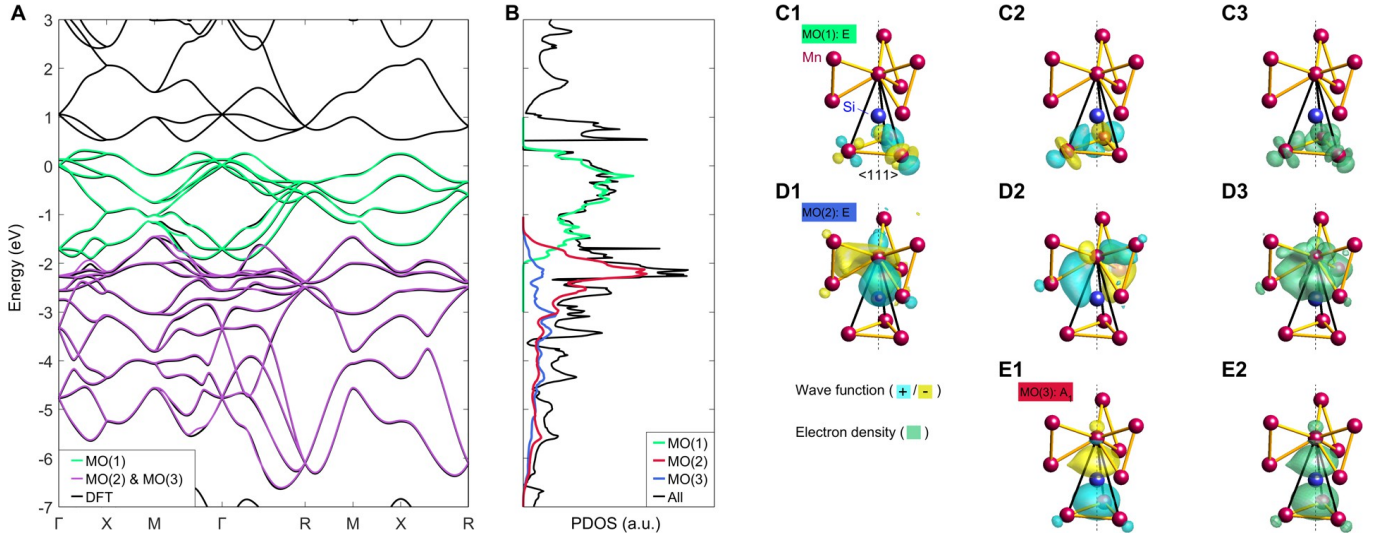 A
B
C1
C2
C3
3
2
1
0
-1
-2
-3
-4
-5
-6
-7
Energy (eV)
MO(1)
MO(2) & MO(3)
DFT
Γ X M Γ R M X R
MO(1)
MO(2)
MO(3)
All
PDOS (a.u.)
MO(1): E
Mn
Si
<111>
D1
D2
D3
MO(2): E
Wave function ( + / - )
Electron density ( )
E1
E2
MO(3): A1